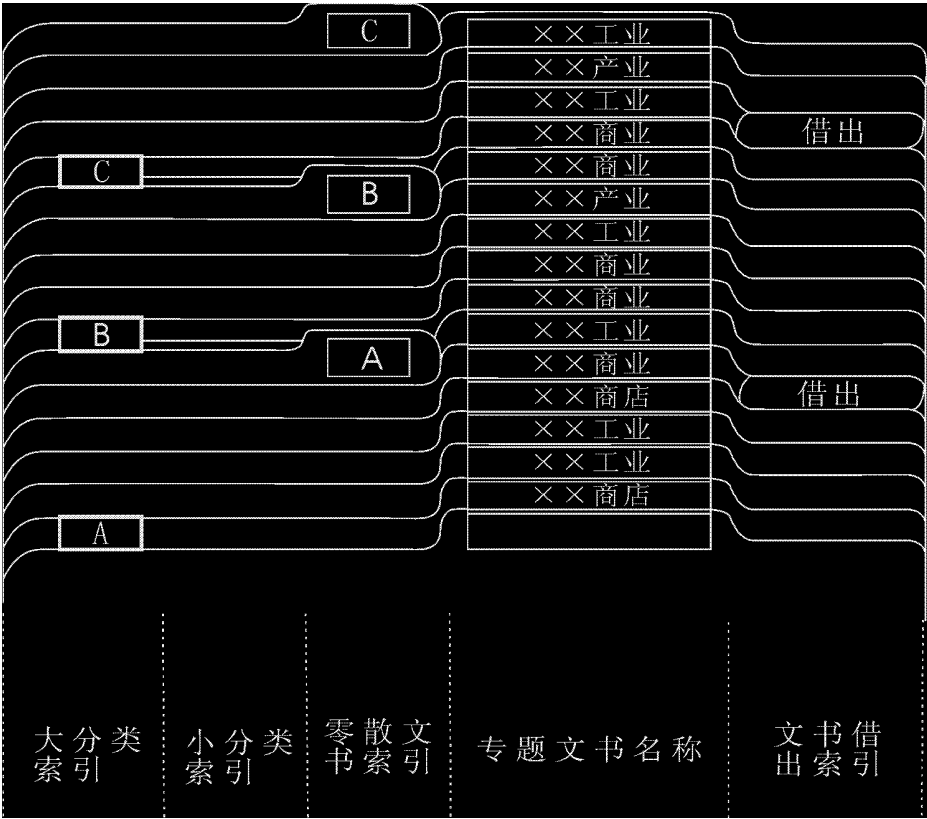 C
××工业
××产业
××工业
××商业
借出
××商业
C
B
××产业
××工业
××商业
××商业
××工业
B
A
××商业
××商店
借出
××工业
××工业
××商店
A
大分类
索引
小分类
索引
零散文
书索引
专题文书名称
文书借
出索引